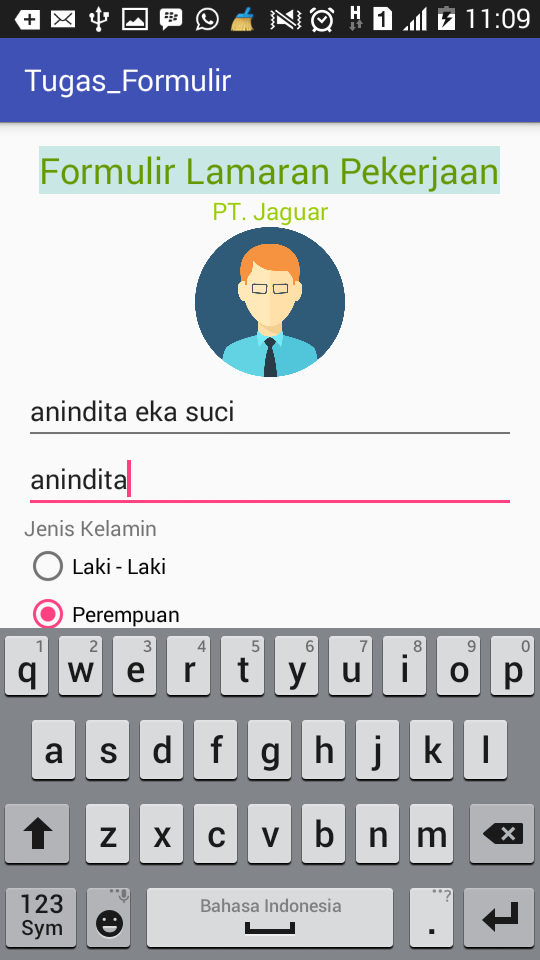 H 1 11:09
Tugas_Formulir
Formulir Lamaran Pekerjaan
PT. Jaguar
anindita eka suci
anindita
Jenis Kelamin
Laki - Laki
Perempuan
1 2 3 4 5 6 7 8 9 0
q w e r t y u i o p
a s d f g h j k l
z x c v b n m
123 Sym Bahasa Indonesia . ?